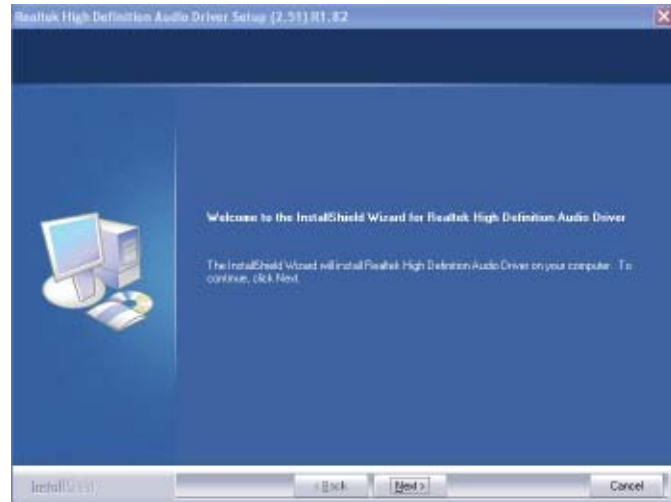 Realtek High Definition Audio Driver Setup (2.51) R1.82
Welcome to the InstallShield Wizard for Realtek High Definition Audio Driver
The InstallShield Wizard will install Realtek High Definition Audio Driver on your computer. To
continue, click Next.
InstallShield
< Back
Next >
Cancel